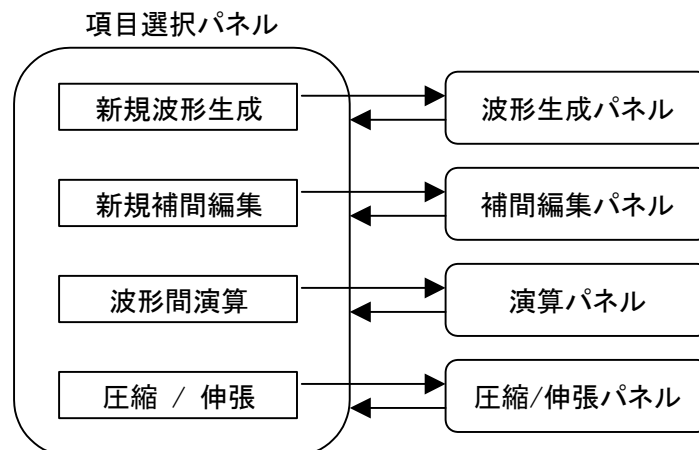 項目選択パネル
新規波形生成
波形生成パネル
新規補間編集
補間編集パネル
波形間演算
演算パネル
圧縮 / 伸張
圧縮/伸張パネル